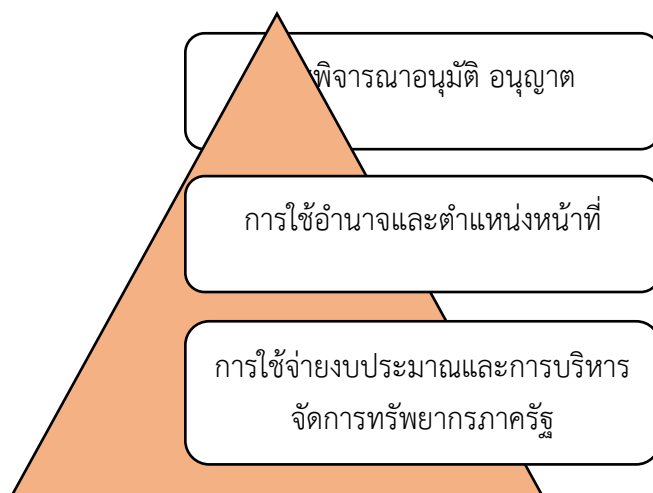 พิจารณาอนุมัติ อนุญาต
การใช้อำนาจและตำแหน่งหน้าที่
การใช้จ่ายงบประมาณและการบริหาร
จัดการทรัพยากรภาครัฐ